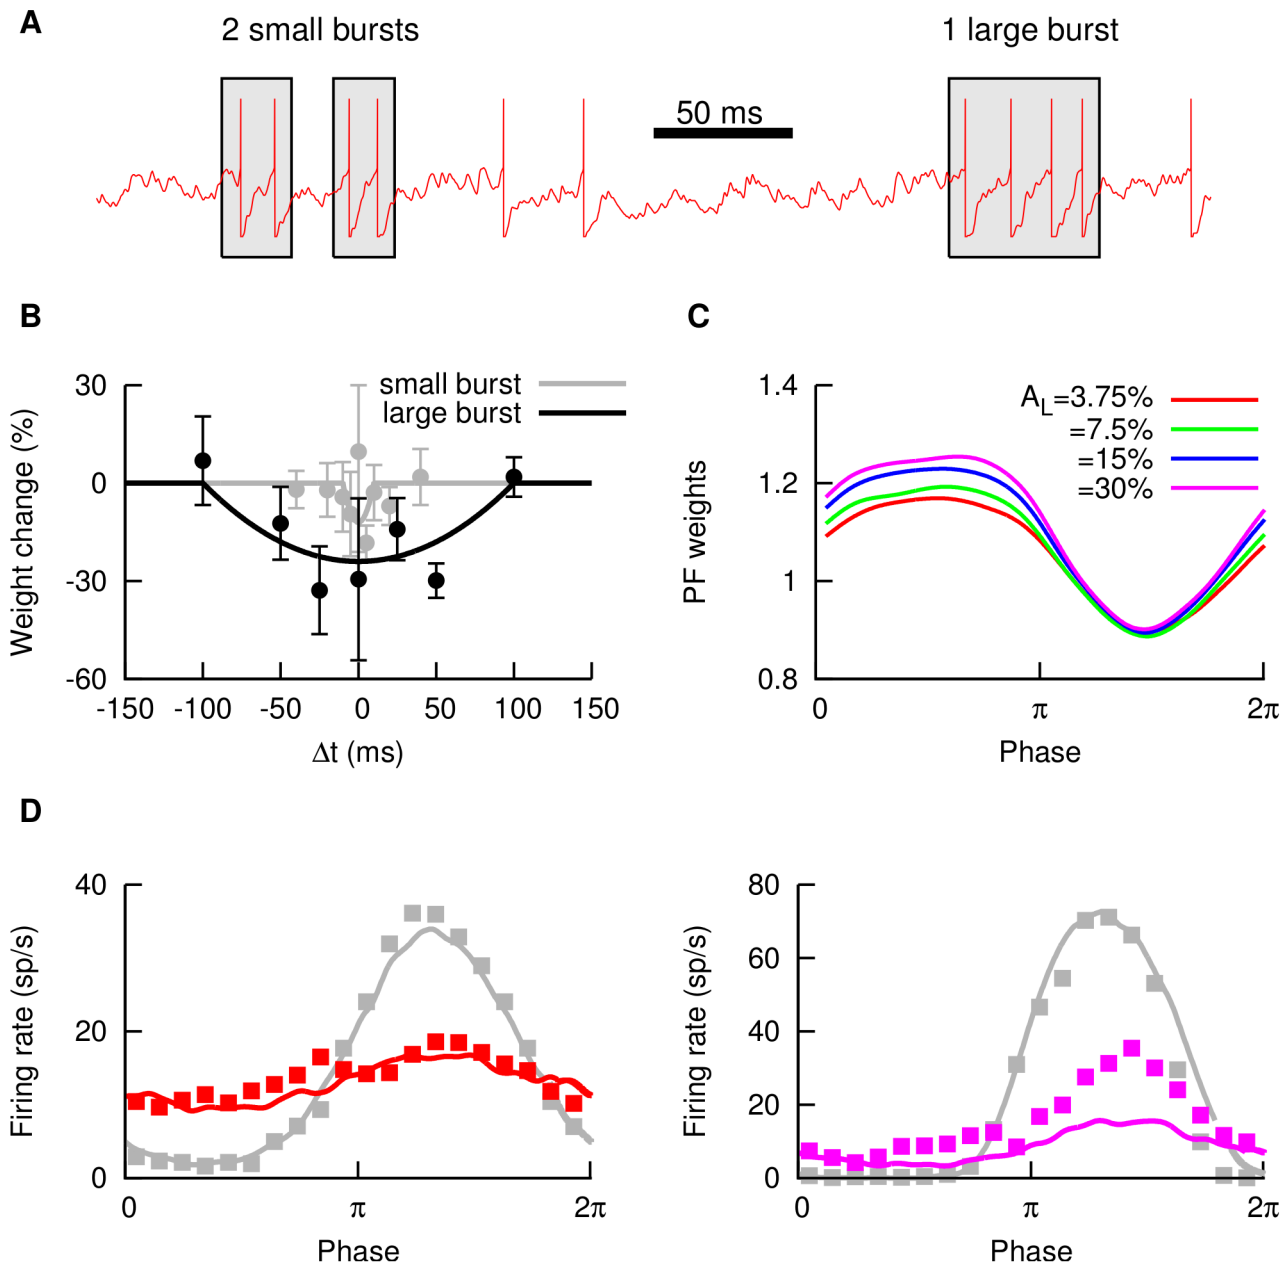 A
2 small bursts
1 large burst
50 ms
B
small burst
large burst
30
0
-30
-60
Weight change (%)
-150 -100 -50 0 50 100 150
Δt (ms)
C
A_L=3.75%
=7.5%
=15%
=30%
1.4
1.2
1
0.8
PF weights
0 π 2π
Phase
D
40
20
0
Firing rate (sp/s)
0 π 2π
Phase
80
60
40
20
0
Firing rate (sp/s)
0 π 2π
Phase